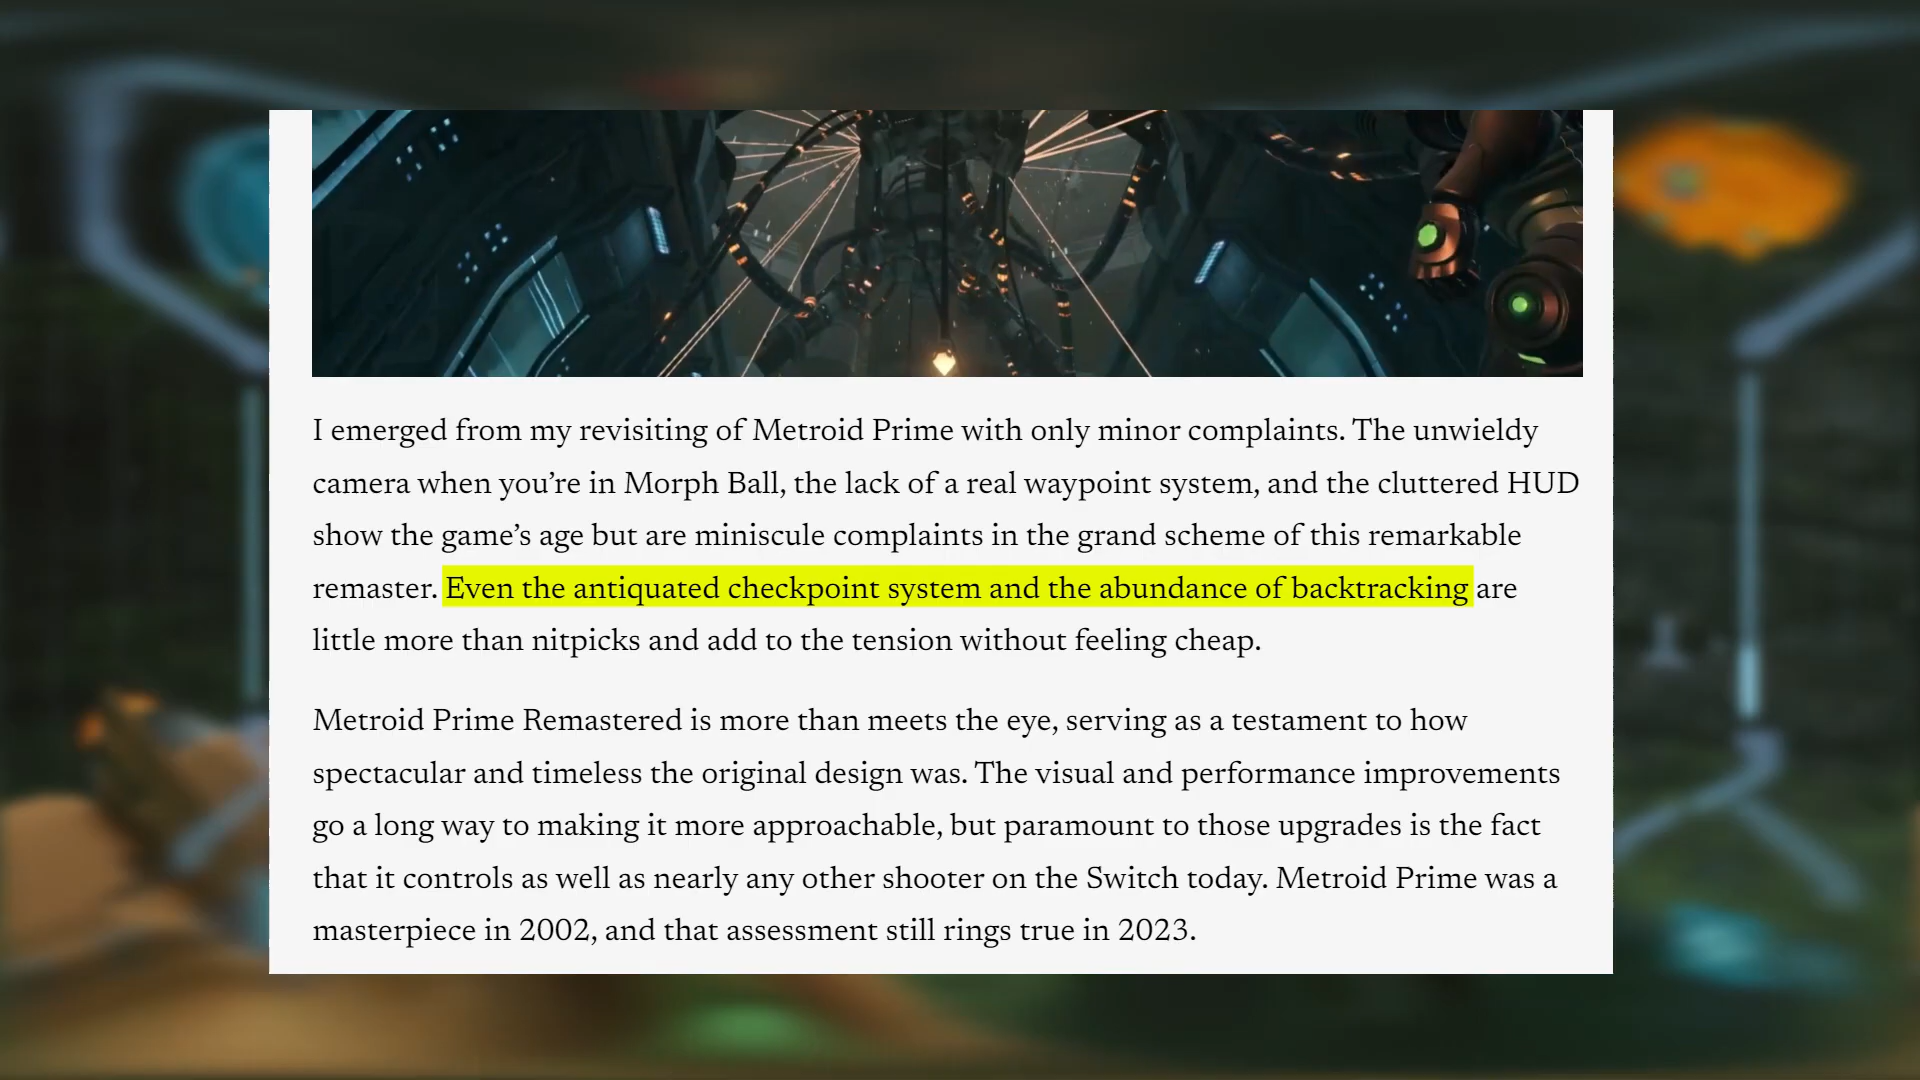 I emerged from my revisiting of Metroid Prime with only minor complaints. The unwieldy
camera when you’re in Morph Ball, the lack of a real waypoint system, and the cluttered HUD
show the game’s age but are miniscule complaints in the grand scheme of this remarkable
remaster. Even the antiquated checkpoint system and the abundance of backtracking are
little more than nitpicks and add to the tension without feeling cheap.
Metroid Prime Remastered is more than meets the eye, serving as a testament to how
spectacular and timeless the original design was. The visual and performance improvements
go a long way to making it more approachable, but paramount to those upgrades is the fact
that it controls as well as nearly any other shooter on the Switch today. Metroid Prime was a
masterpiece in 2002, and that assessment still rings true in 2023.